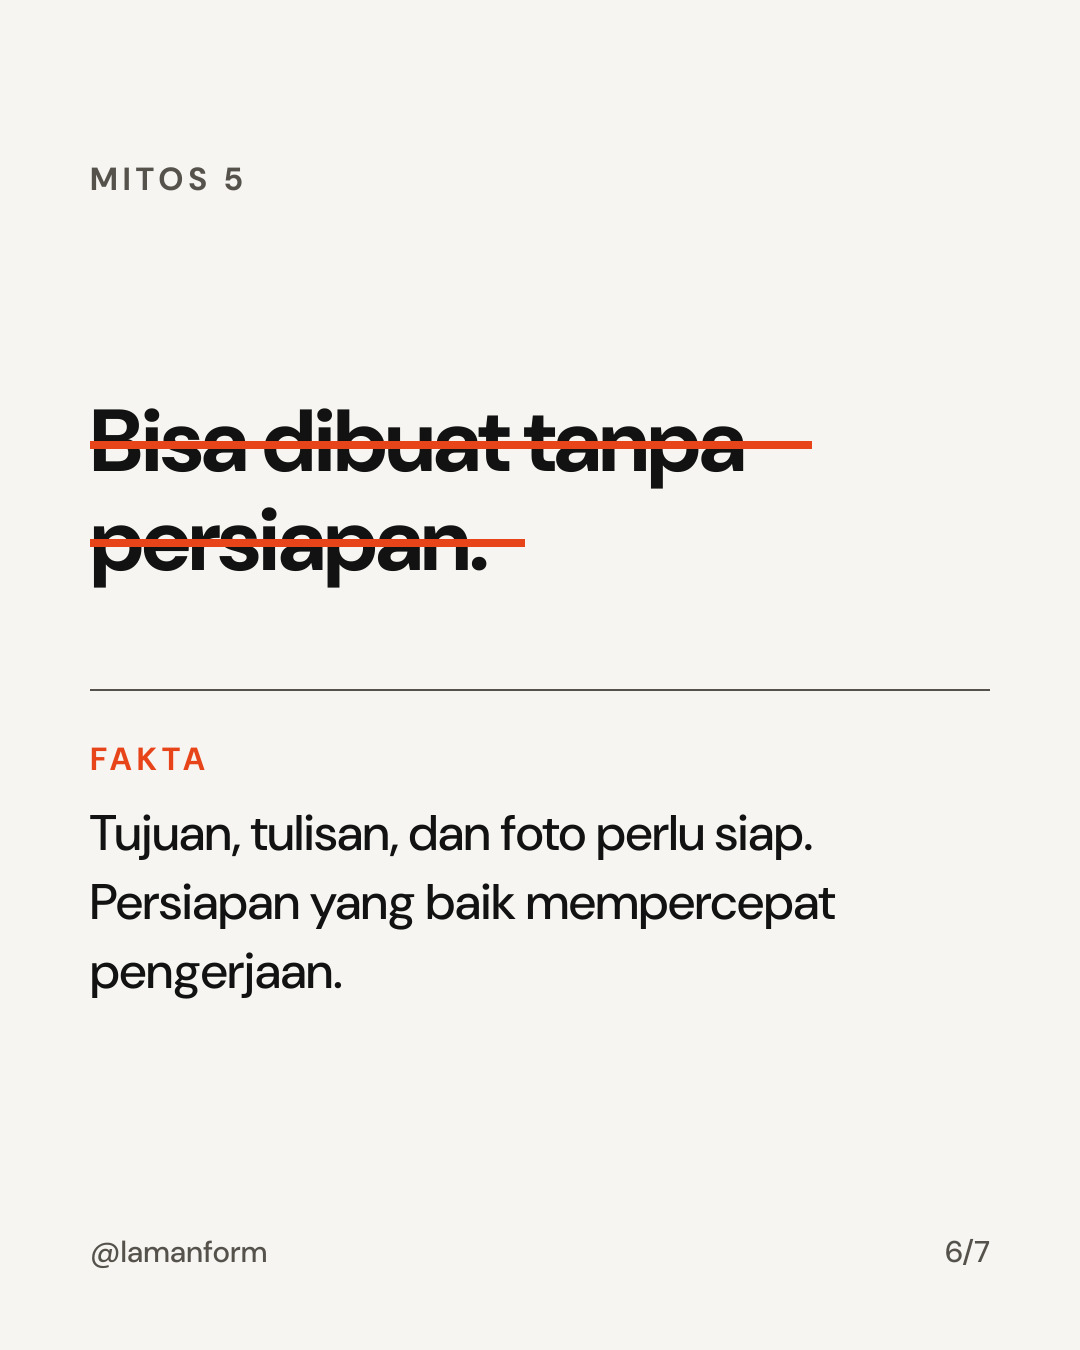 MITOS 5
Bisa dibuat tanpa
persiapan.
FAKTA
Tujuan, tulisan, dan foto perlu siap.
Persiapan yang baik mempercepat
pengerjaan.
@lamanform
6/7